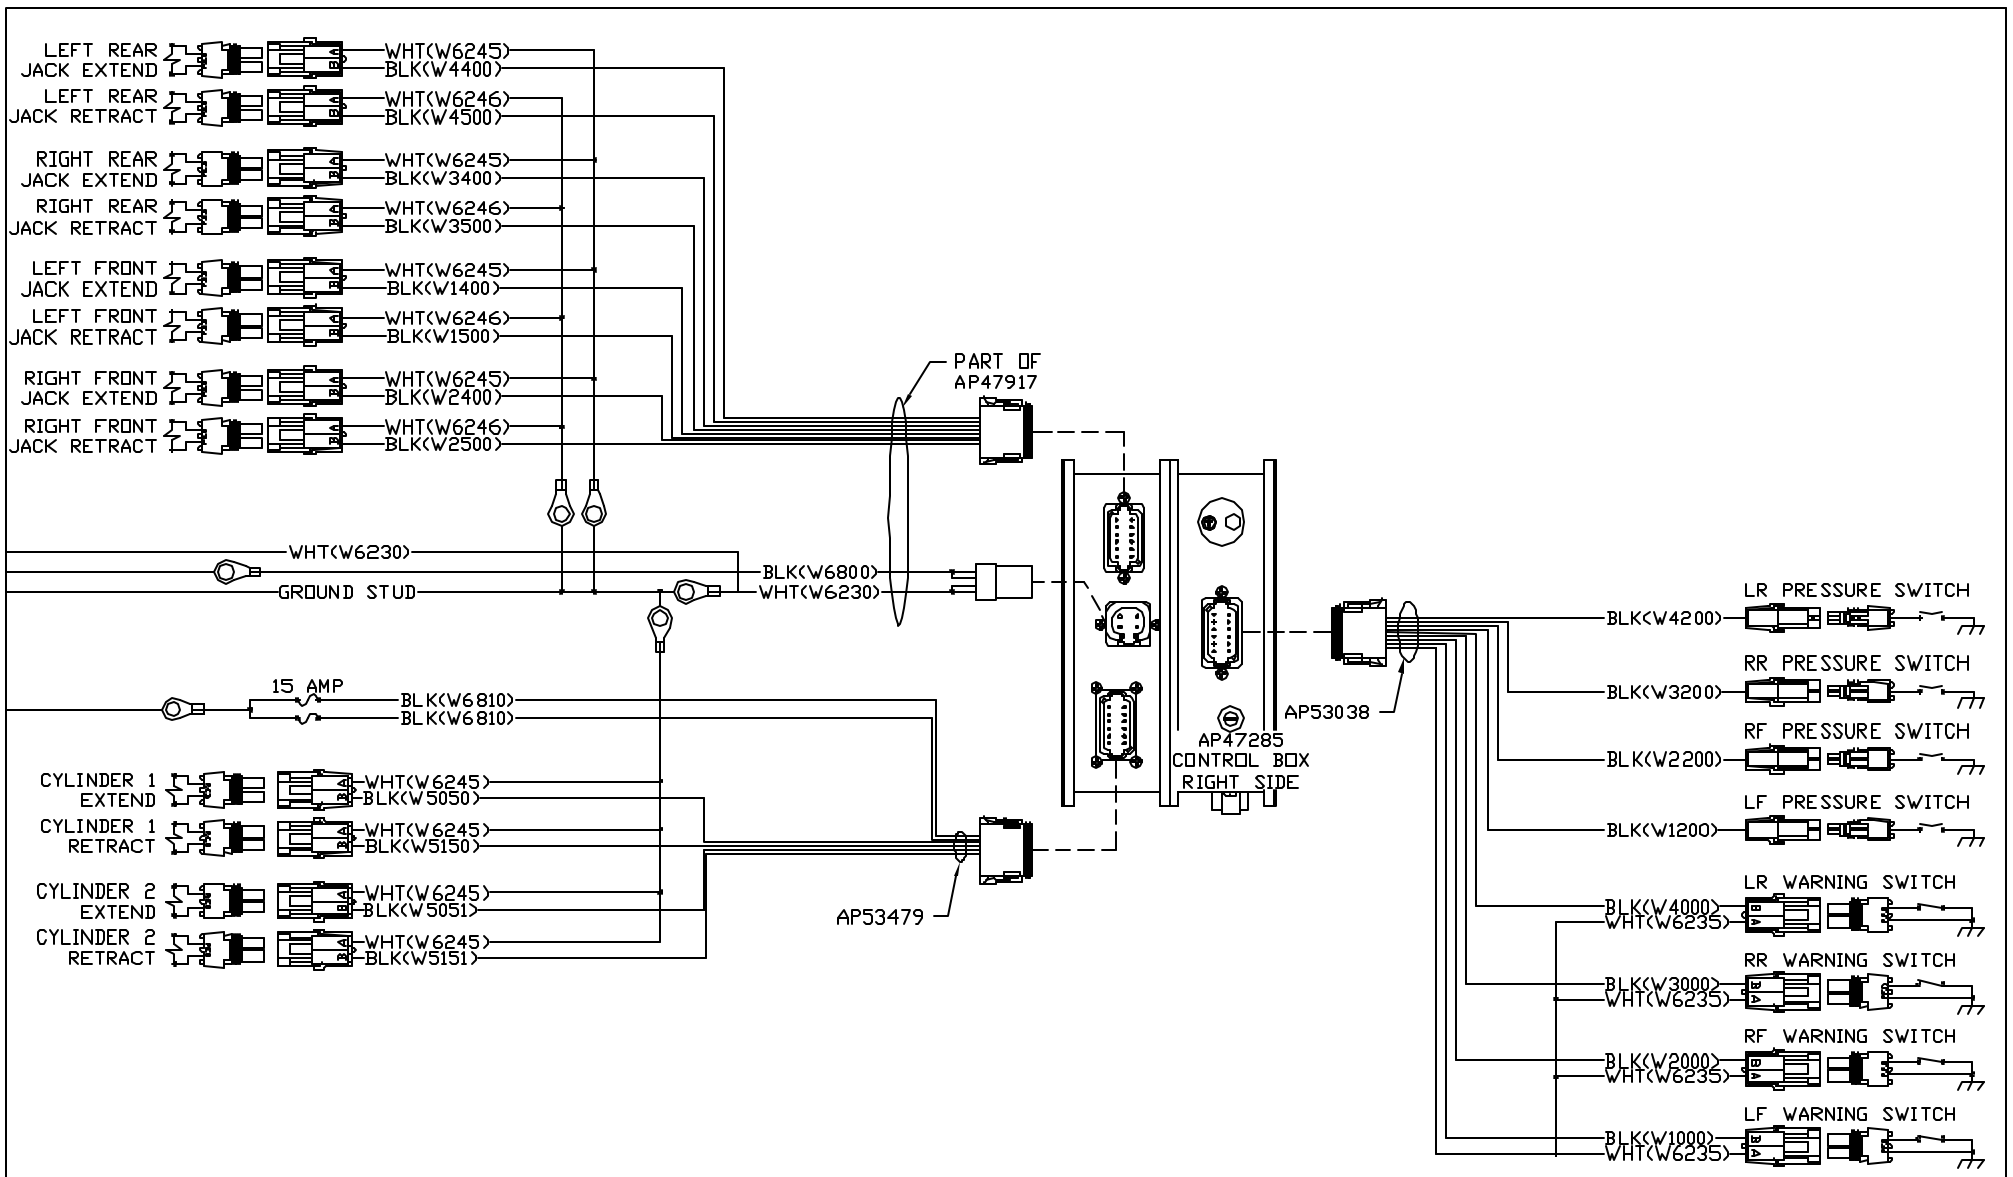 LEFT REAR
JACK EXTEND
WHT(W6245)
BLK(W4400)
LEFT REAR
JACK RETRACT
WHT(W6246)
BLK(W4500)
RIGHT REAR
JACK EXTEND
WHT(W6245)
BLK(W3400)
RIGHT REAR
JACK RETRACT
WHT(W6246)
BLK(W3500)
LEFT FRONT
JACK EXTEND
WHT(W6245)
BLK(W1400)
LEFT FRONT
JACK RETRACT
WHT(W6246)
BLK(W1500)
RIGHT FRONT
JACK EXTEND
WHT(W6245)
BLK(W2400)
RIGHT FRONT
JACK RETRACT
WHT(W6246)
BLK(W2500)
PART OF
AP47917
WHT(W6230)
BLK(W6800)
GROUND STUD
WHT(W6230)
15 AMP
BLK(W6810)
BLK(W6810)
CYLINDER 1
EXTEND
WHT(W6245)
BLK(W5050)
CYLINDER 1
RETRACT
WHT(W6245)
BLK(W5150)
CYLINDER 2
EXTEND
WHT(W6245)
BLK(W5051)
CYLINDER 2
RETRACT
WHT(W6245)
BLK(W5151)
AP53479
AP47285
CONTROL BOX
RIGHT SIDE
AP53038
LR PRESSURE SWITCH
BLK(W4200)
RR PRESSURE SWITCH
BLK(W3200)
RF PRESSURE SWITCH
BLK(W2200)
LF PRESSURE SWITCH
BLK(W1200)
LR WARNING SWITCH
BLK(W4000)
WHT(W6235)
B
A
RR WARNING SWITCH
BLK(W3000)
WHT(W6235)
B
A
RF WARNING SWITCH
BLK(W2000)
WHT(W6235)
B
A
LF WARNING SWITCH
BLK(W1000)
WHT(W6235)
B
A